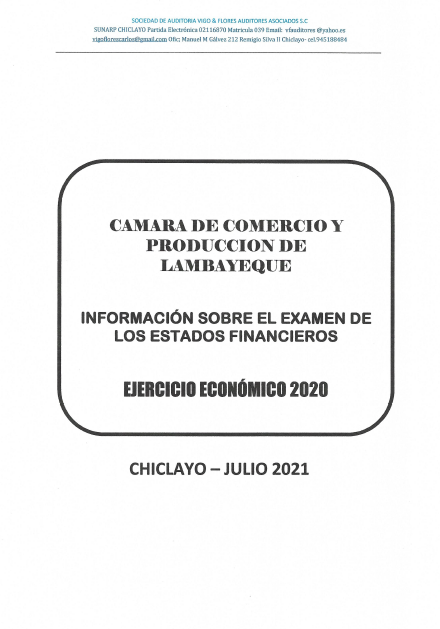 SOCIEDAD DE AUDITORIA VIGO & FLORES AUDITORES ASOCIADOS S.C
SUNARP CHICLAYO Partida Electrónica 02116870 Matricula 039 Email: vfauditores @yahoo.es
vigoflorescarlos@gmail.com Ofic; Manuel M Gálvez 212 Remigio Silva II Chiclayo- cel.945188484
CAMARA DE COMERCIO Y
PRODUCCION DE
LAMBAYEQUE
INFORMACIÓN SOBRE EL EXAMEN DE
LOS ESTADOS FINANCIEROS
EJERCICIO ECONÓMICO 2020
CHICLAYO – JULIO 2021